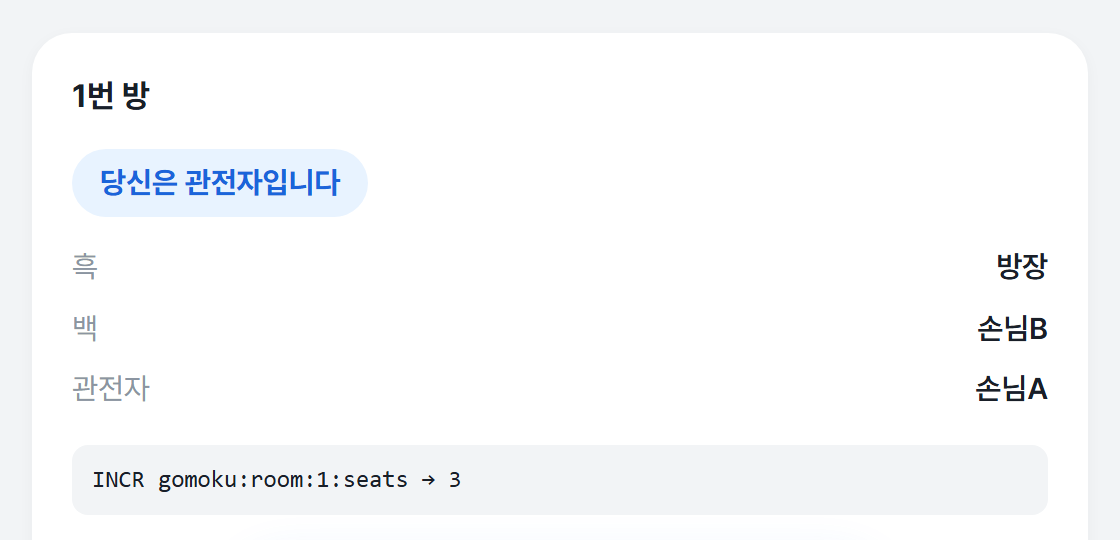 1번 방
당신은 관전자입니다
흑 방장
백 손님B
관전자 손님A
INCR gomoku:room:1:seats → 3